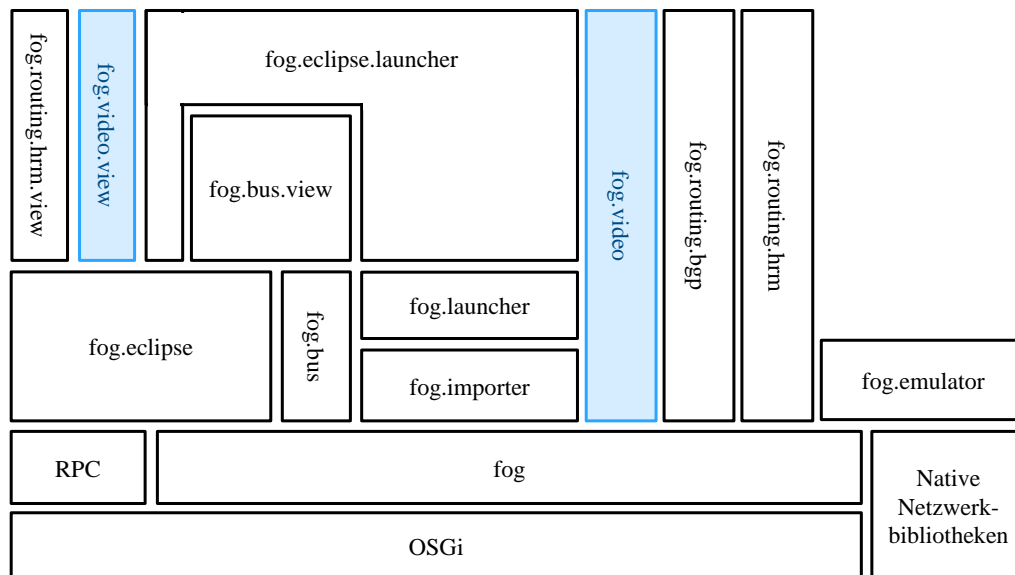 fog.routing.hrm.view
fog.video.view
fog.eclipse.launcher
fog.bus.view
fog.video
fog.routing.bgp
fog.routing.hrm
fog.eclipse
fog.bus
fog.launcher
fog.importer
fog.emulator
RPC
fog
Native
Netzwerk-
bibliotheken
OSGi